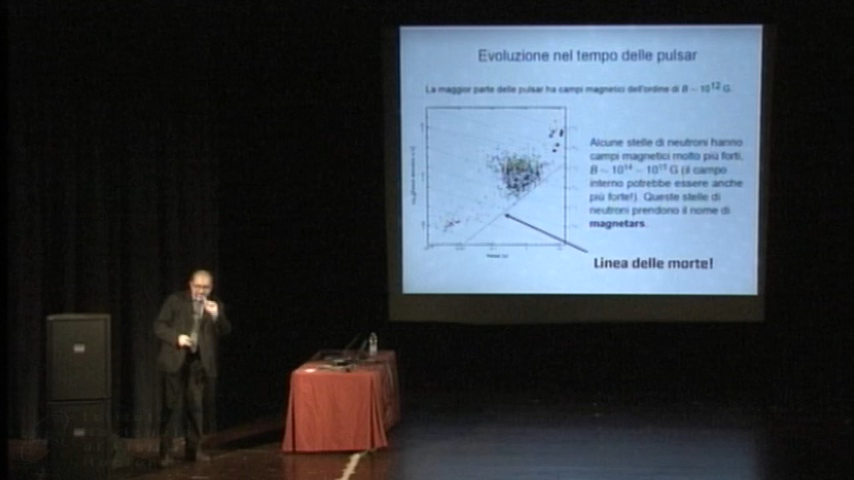 Evoluzione nel tempo delle pulsar
La maggior parte delle pulsar ha campi magnetici dell'ordine di B ~ 10¹² G.
Alcune stelle di neutroni hanno
campi magnetici molto più forti,
B ~ 10¹⁴ – 10¹⁵ G (il campo
interno potrebbe essere anche
più forte!). Queste stelle di
neutroni prendono il nome di
magnetars.
Linea delle morte!